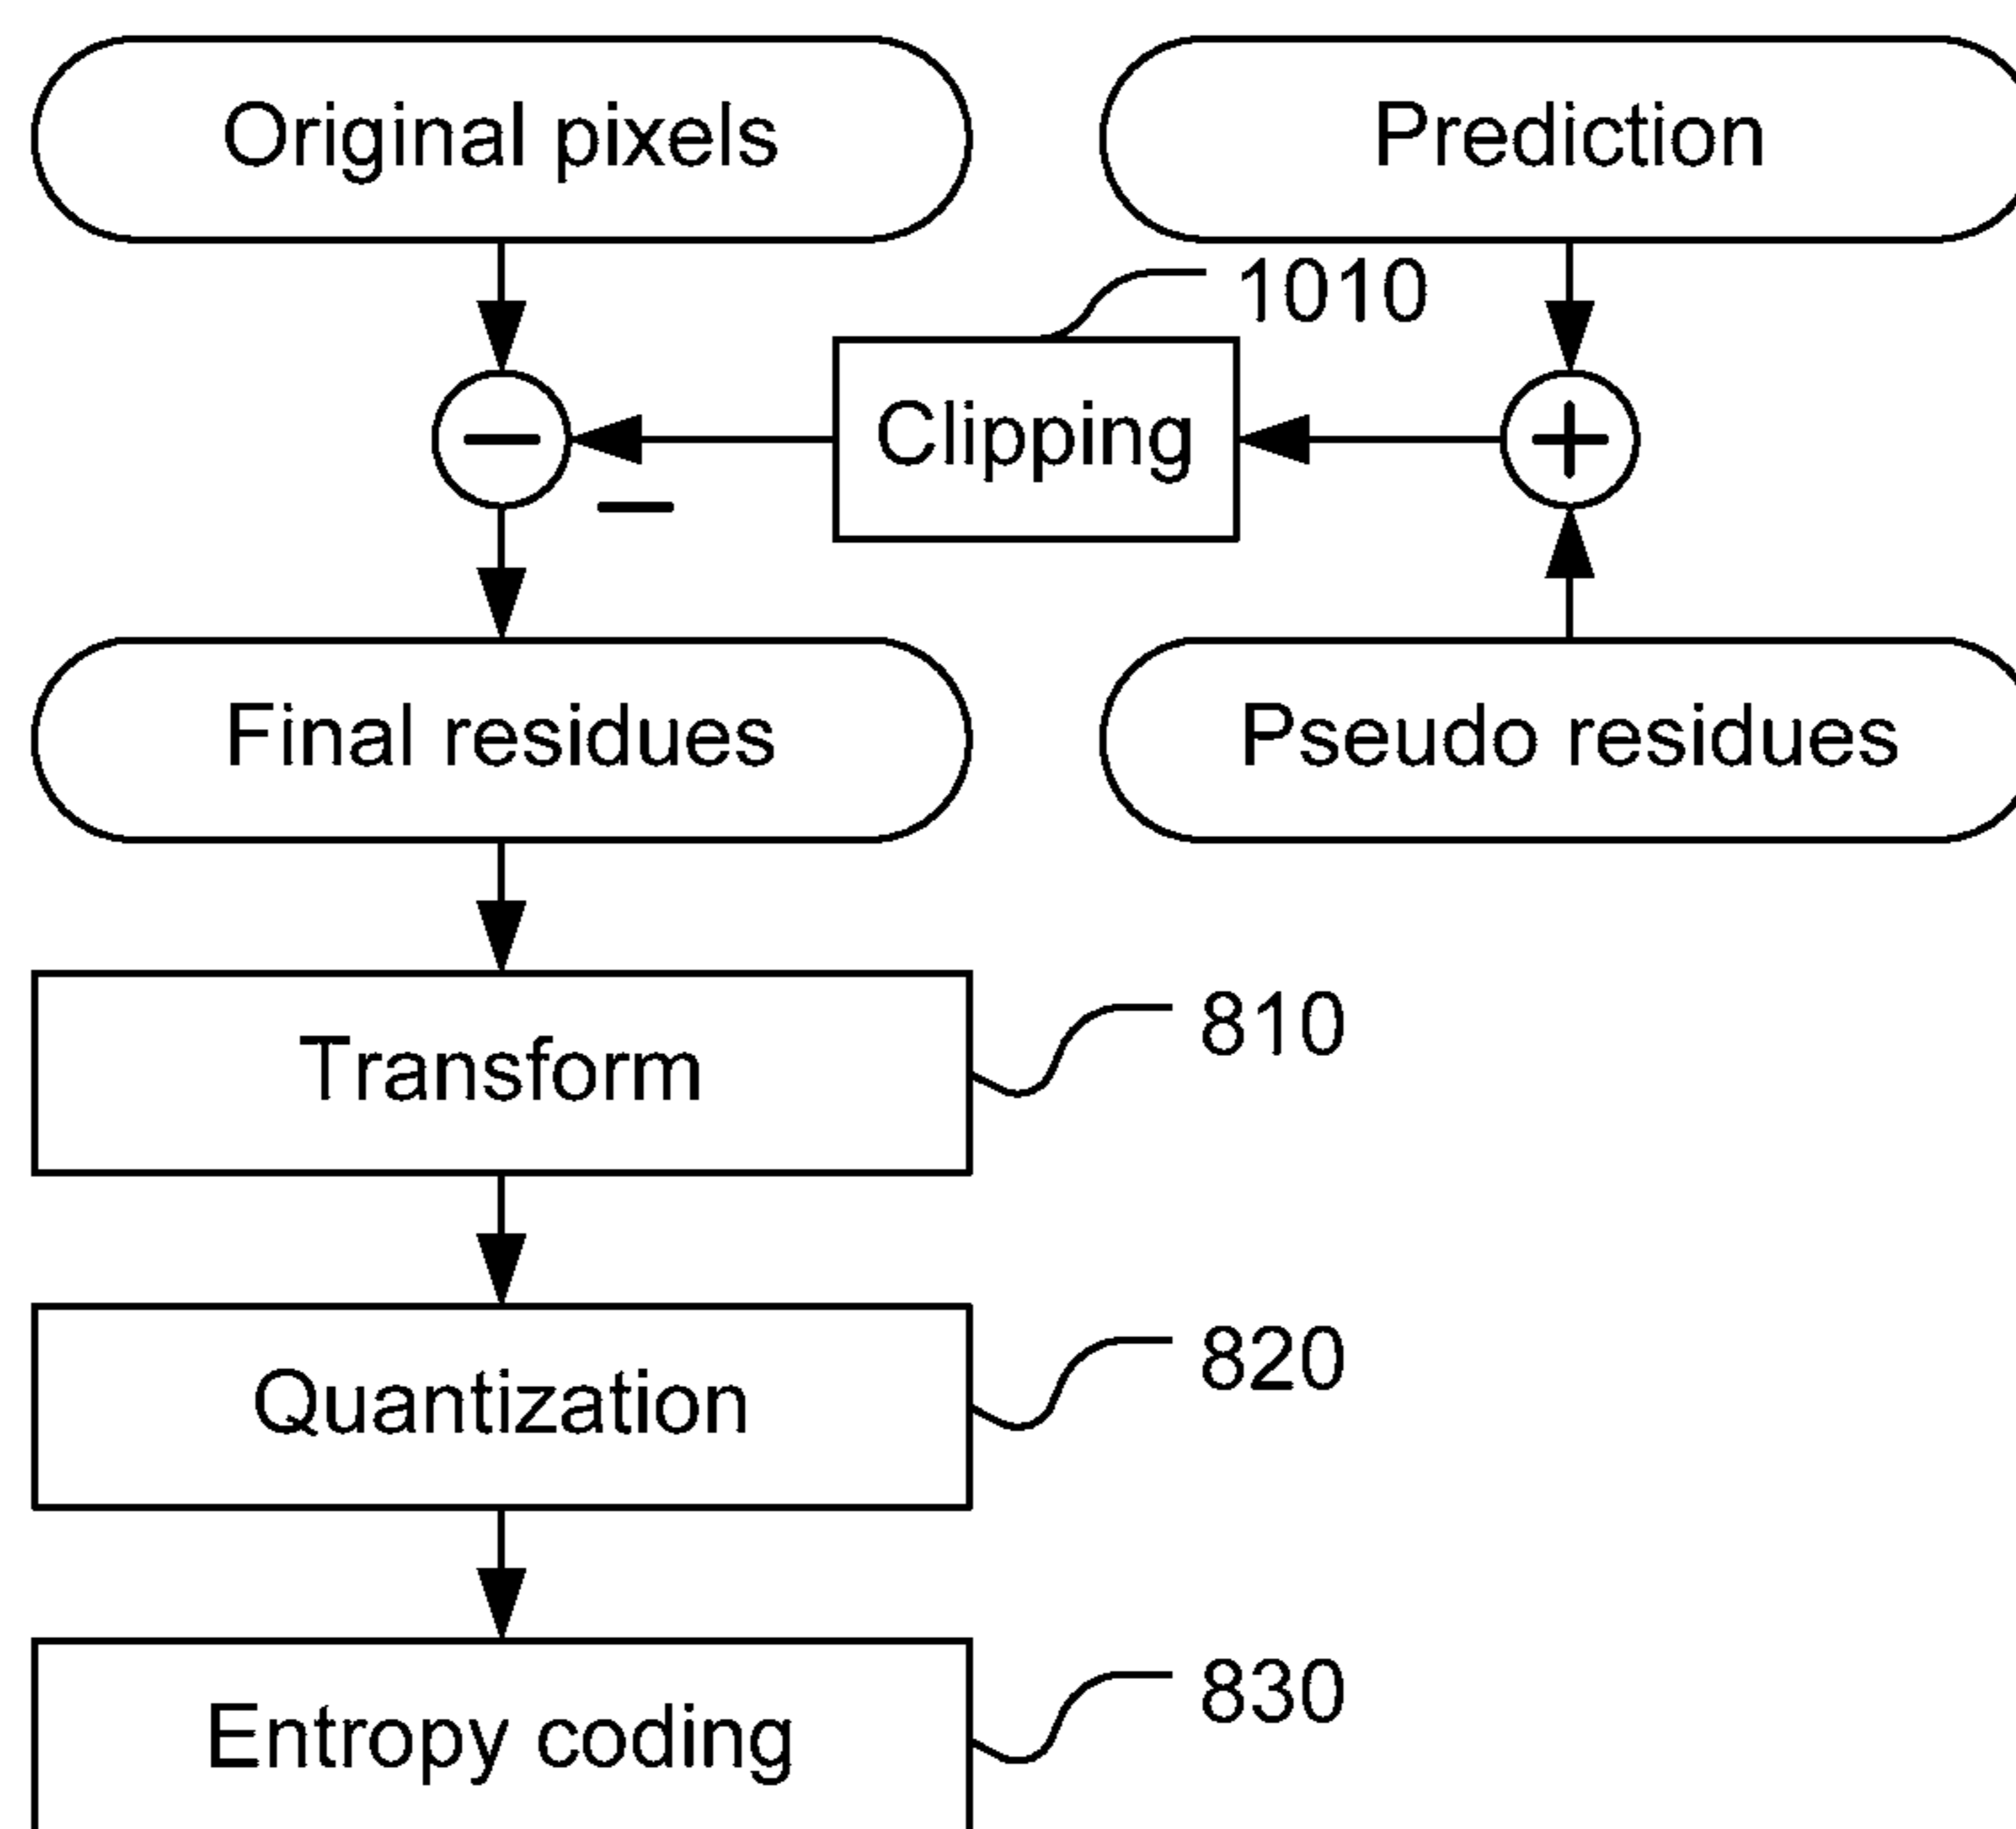 Original pixels
Prediction
1010
Clipping
Final residues
Pseudo residues
Transform
810
Quantization
820
Entropy coding
830